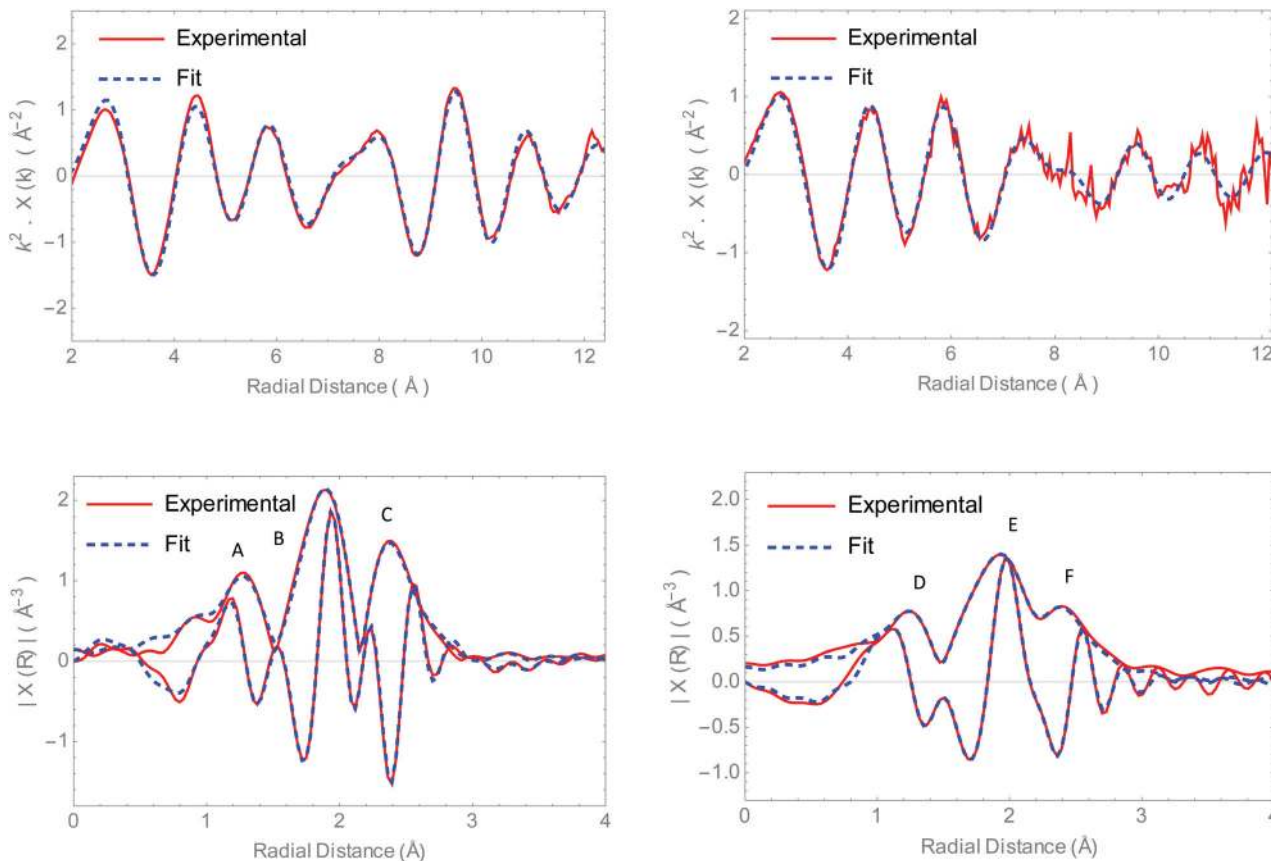 Experimental
Fit
2
1
0
−1
−2
k² . X (k) ( Å⁻²)
2 4 6 8 10 12
Radial Distance ( Å )
Experimental
Fit
2
1
0
−1
−2
k² . X (k) ( Å⁻²)
2 4 6 8 10 12
Radial Distance ( Å )
Experimental
Fit
A B C
2
1
0
−1
| X (R) | ( Å⁻³)
0 1 2 3 4
Radial Distance (Å)
Experimental
Fit
D E F
2.0
1.5
1.0
0.5
0.0
−0.5
−1.0
| X (R) | ( Å⁻³)
0 1 2 3 4
Radial Distance (Å)